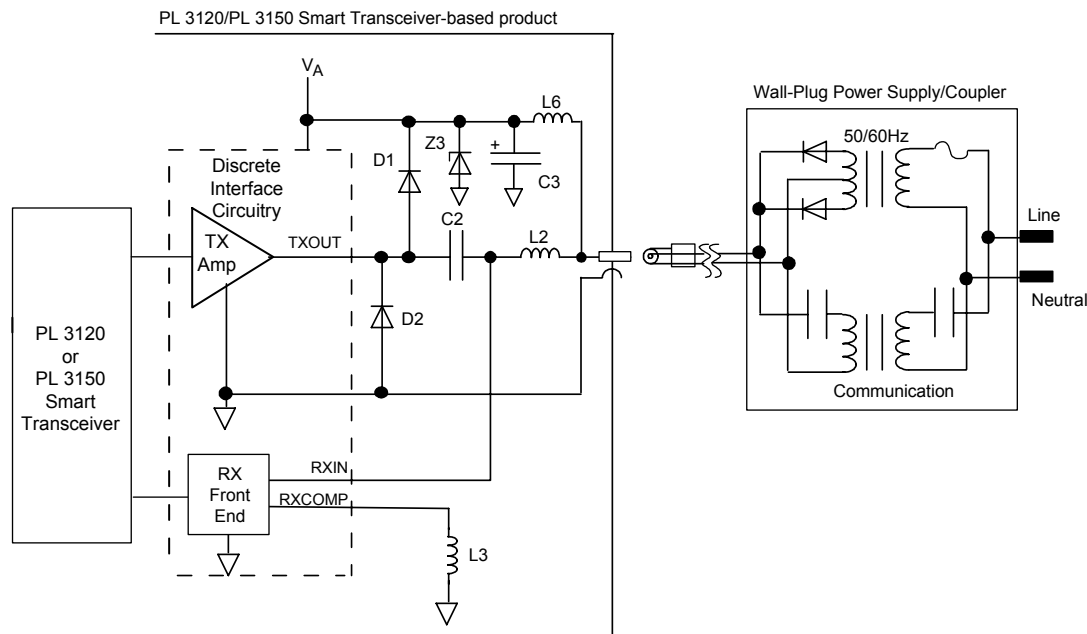 PL 3120/PL 3150 Smart Transceiver-based product
VA
L6
Wall-Plug Power Supply/Coupler
50/60Hz
Z3
+
C3
D1
Discrete
Interface
Circuitry
C2
L2
TX
Amp
TXOUT
Line
Neutral
D2
PL 3120
or
PL 3150
Smart
Transceiver
Communication
RX
Front
End
RXIN
RXCOMP
L3